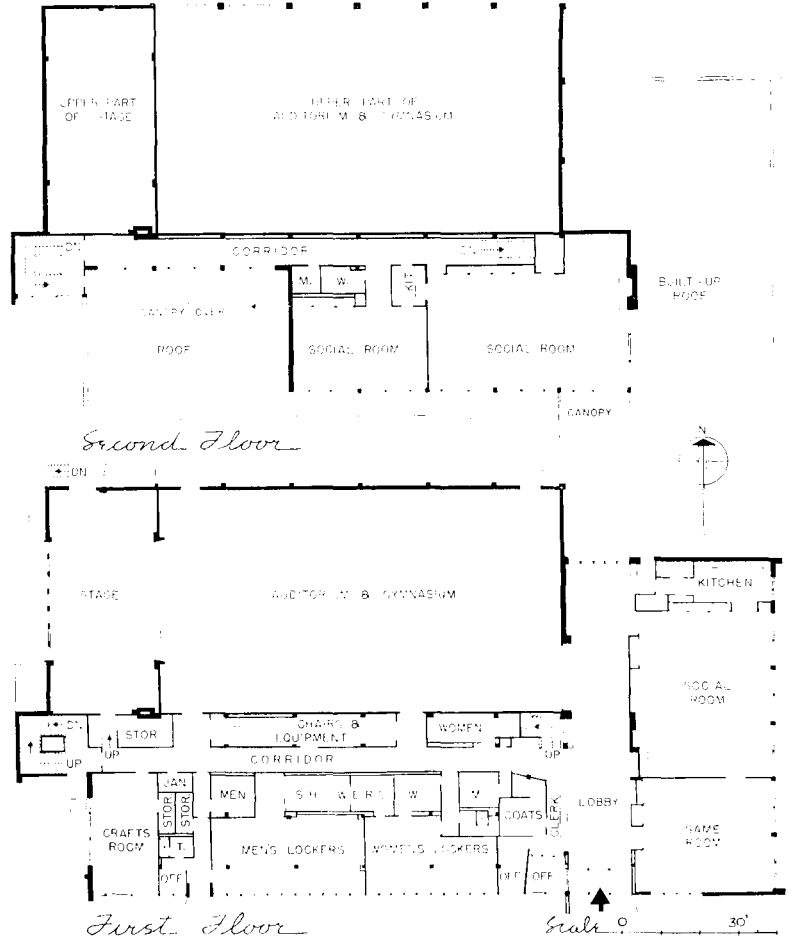 UPPER PART
OF STAGE
UPPER PART OF
AUDITORIUM & GYMNASIUM
DN
CORRIDOR
DN
M.
W.
KIT.
BUILT-UP
ROOF
CANOPY OVER
ROOF
SOCIAL ROOM
SOCIAL ROOM
CANOPY
Second Floor
N
DN
STAGE
AUDITORIUM & GYMNASIUM
KITCHEN
SOCIAL
ROOM
DN
UP
UP
STOR
CHAIRS &
EQUIPMENT
WOMEN
UP
CORRIDOR
JAN
STOR
STOR
MEN
S H O W E R S
W.
M.
COATS
CLERK
LOBBY
GAME
ROOM
CRAFTS
ROOM
T.
OFF
MEN'S LOCKERS
WOMEN'S LOCKERS
OFF
OFF
First Floor
Scale 0 30'